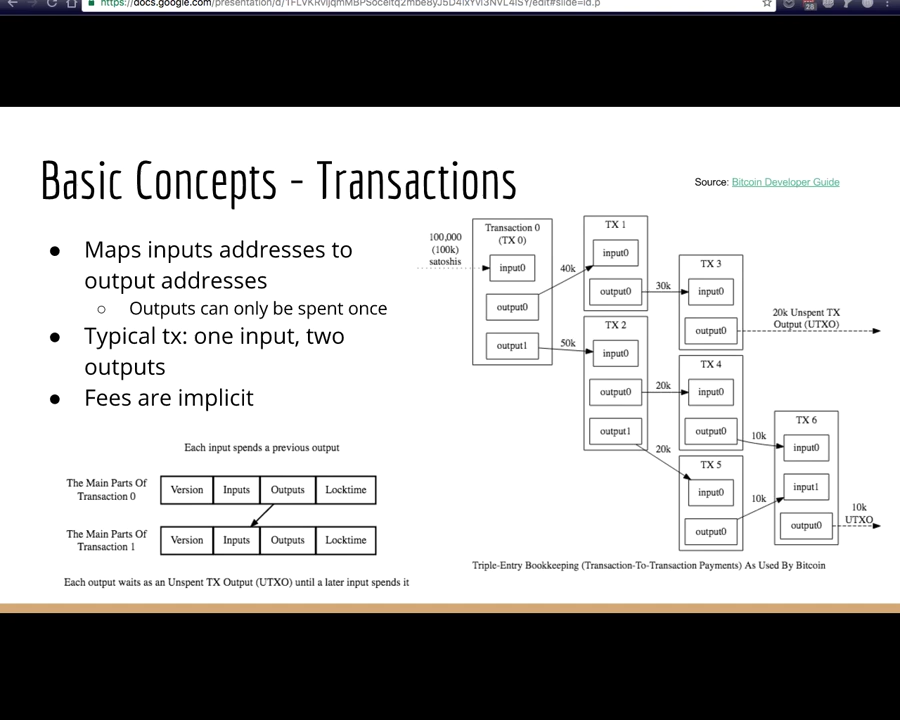 Basic Concepts - Transactions
Source: Bitcoin Developer Guide
● Maps inputs addresses to
output addresses
○ Outputs can only be spent once
● Typical tx: one input, two
outputs
● Fees are implicit
Each input spends a previous output
The Main Parts Of
Transaction 0
Version Inputs Outputs Locktime
The Main Parts Of
Transaction 1
Version Inputs Outputs Locktime
Each output waits as an Unspent TX Output (UTXO) until a later input spends it
100,000
(100k)
satoshis
Transaction 0
(TX 0)
input0
output0
output1
40k
50k
TX 1
input0
output0
30k
TX 2
input0
output0
output1
20k
20k
TX 3
input0
output0
20k Unspent TX
Output (UTXO)
TX 4
input0
output0
10k
TX 5
input0
output0
10k
TX 6
input0
input1
output0
10k
UTXO
Triple-Entry Bookkeeping (Transaction-To-Transaction Payments) As Used By Bitcoin